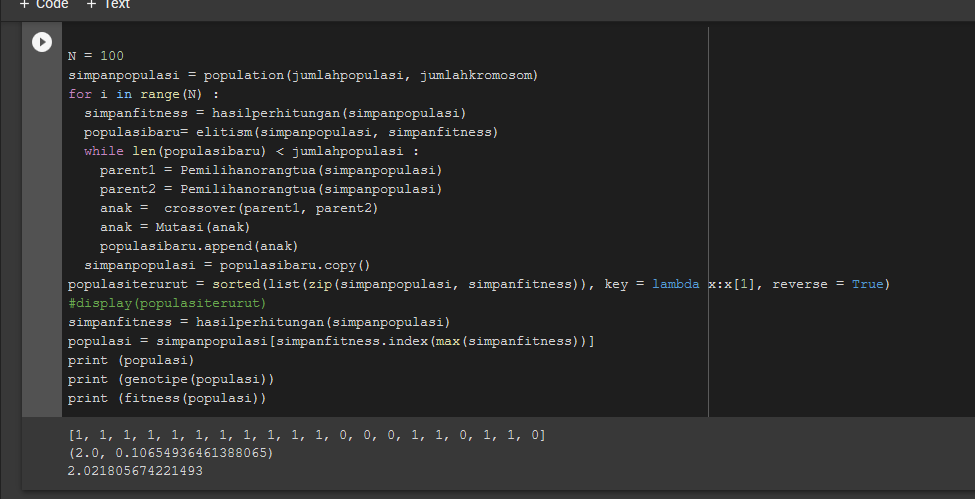 + Code + Text
N = 100
simpanpopulasi = population(jumlahpopulasi, jumlahkromosom)
for i in range(N) :
  simpanfitness = hasilperhitungan(simpanpopulasi)
  populasibaru= elitism(simpanpopulasi, simpanfitness)
  while len(populasibaru) < jumlahpopulasi :
    parent1 = Pemilihanorangtua(simpanpopulasi)
    parent2 = Pemilihanorangtua(simpanpopulasi)
    anak =  crossover(parent1, parent2)
    anak = Mutasi(anak)
    populasibaru.append(anak)
  simpanpopulasi = populasibaru.copy()
populasiterurut = sorted(list(zip(simpanpopulasi, simpanfitness)), key = lambda x:x[1], reverse = True)
#display(populasiterurut)
simpanfitness = hasilperhitungan(simpanpopulasi)
populasi = simpanpopulasi[simpanfitness.index(max(simpanfitness))]
print (populasi)
print (genotipe(populasi))
print (fitness(populasi))
[1, 1, 1, 1, 1, 1, 1, 1, 1, 1, 1, 0, 0, 0, 1, 1, 0, 1, 1, 0]
(2.0, 0.10654936461388065)
2.021805674221493